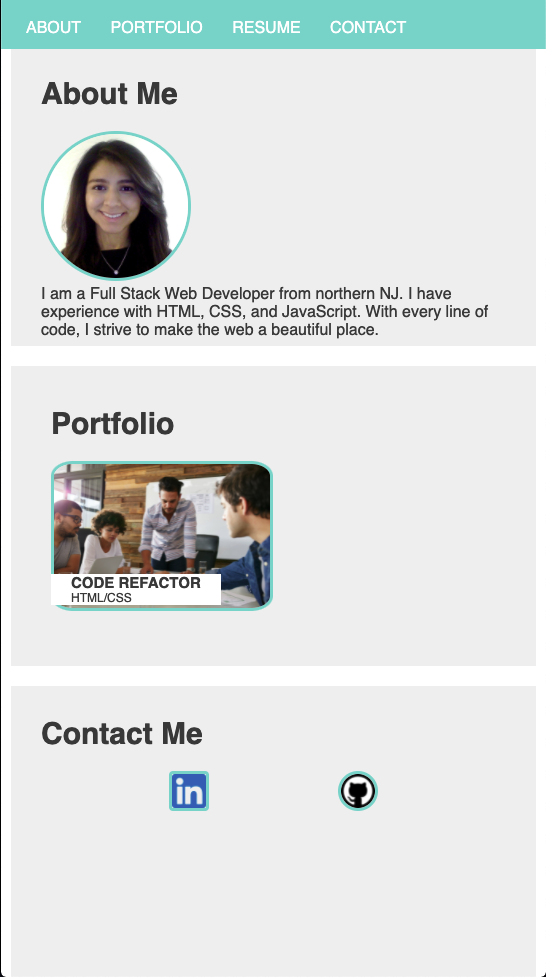 ABOUT PORTFOLIO RESUME CONTACT
About Me
I am a Full Stack Web Developer from northern NJ. I have
experience with HTML, CSS, and JavaScript. With every line of
code, I strive to make the web a beautiful place.
Portfolio
CODE REFACTOR
HTML/CSS
Contact Me
in